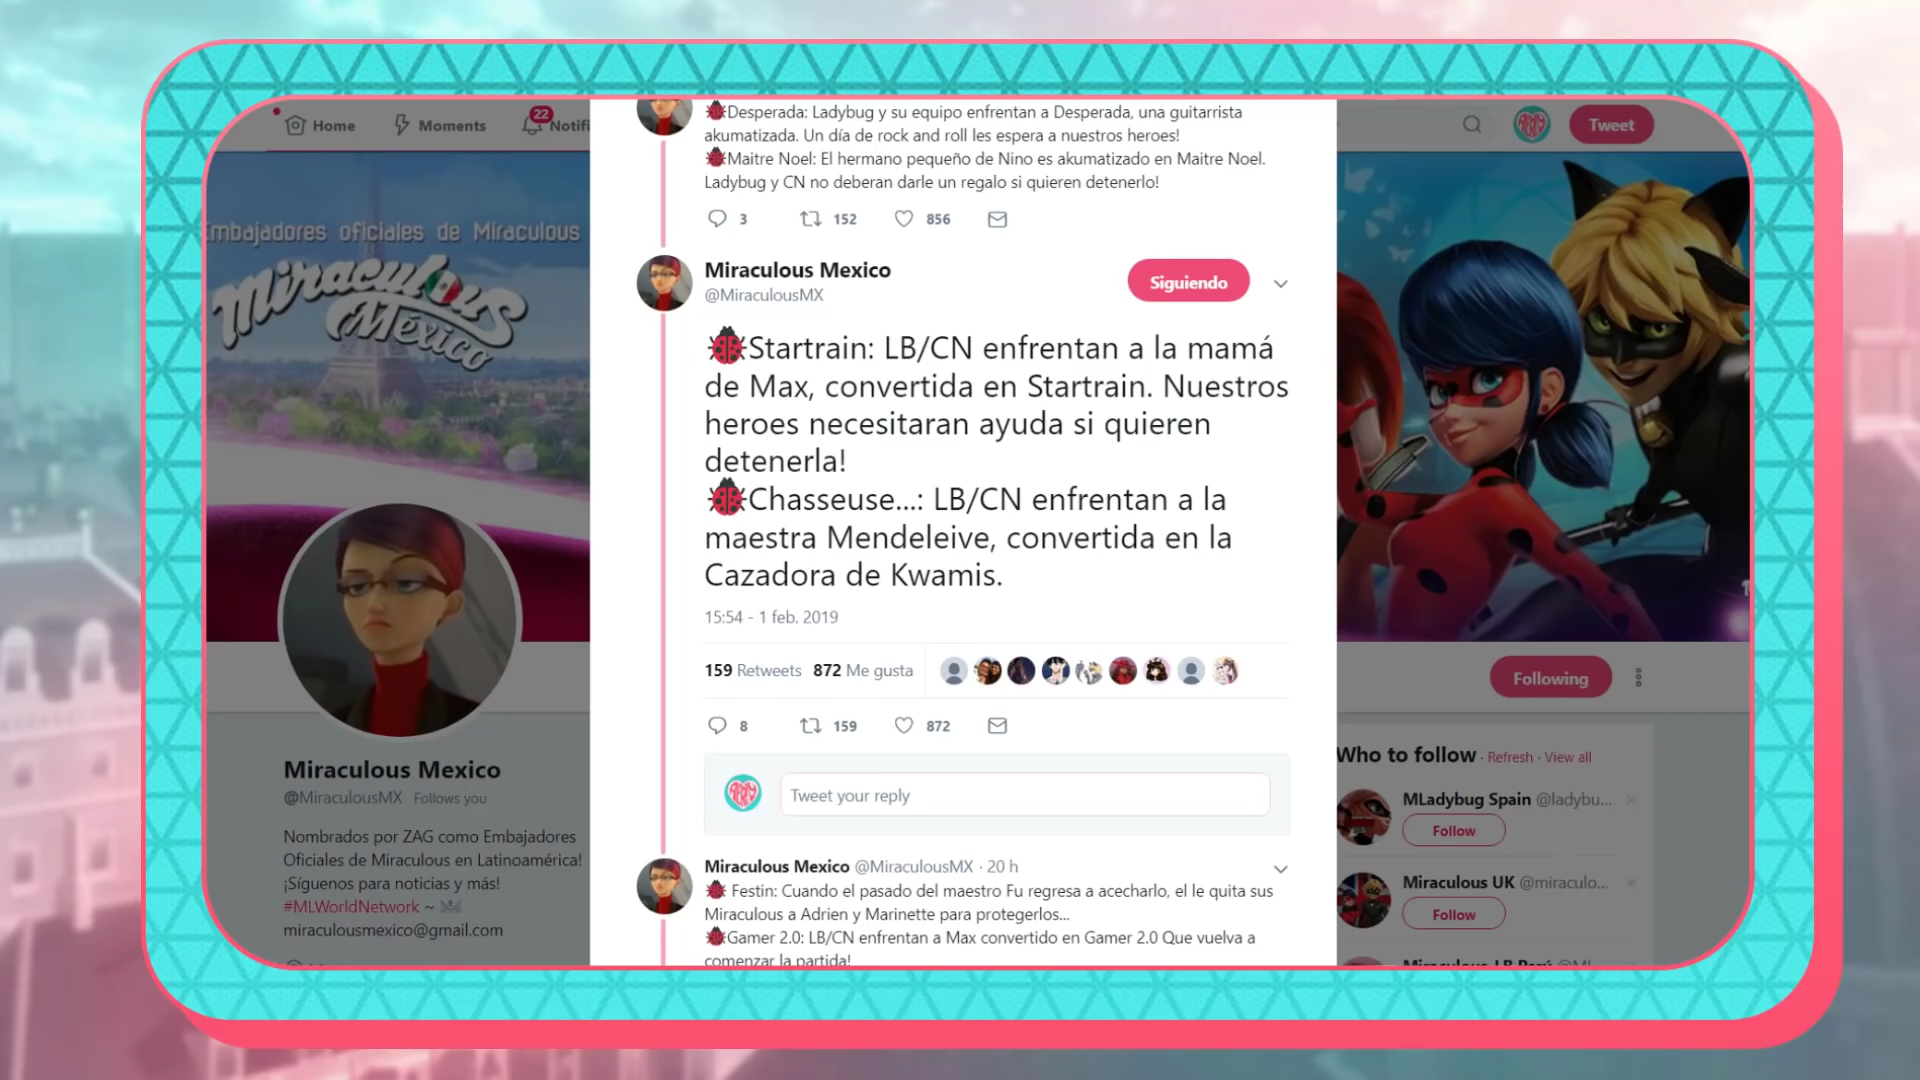 Home
Moments
22
Notifi
Tweet
Embajadores oficiales de Miraculous
Miraculous
México
Desperada: Ladybug y su equipo enfrentan a Desperada, una guitarrista
akumatizada. Un día de rock and roll les espera a nuestros heroes!
Maitre Noel: El hermano pequeño de Nino es akumatizado en Maitre Noel.
Ladybug y CN no deberan darle un regalo si quieren detenerlo!
3 152 856
Miraculous Mexico
@MiraculousMX
Siguiendo
Startrain: LB/CN enfrentan a la mamá
de Max, convertida en Startrain. Nuestros
heroes necesitaran ayuda si quieren
detenerla!
Chasseuse...: LB/CN enfrentan a la
maestra Mendeleive, convertida en la
Cazadora de Kwamis.
15:54 - 1 feb. 2019
159 Retweets 872 Me gusta
8 159 872
Tweet your reply
Miraculous Mexico @MiraculousMX · 20 h
Festin: Cuando el pasado del maestro Fu regresa a acecharlo, el le quita sus
Miraculous a Adrien y Marinette para protegerlos...
Gamer 2.0: LB/CN enfrentan a Max convertido en Gamer 2.0 Que vuelva a
comenzar la partida!
Miraculous Mexico
@MiraculousMX Follows you
Nombrados por ZAG como Embajadores
Oficiales de Miraculous en Latinoamérica!
¡Síguenos para noticias y más!
#MLWorldNetwork ~
miraculousmexico@gmail.com
Following
Who to follow · Refresh · View all
MLadybug Spain @ladybu...
Follow
Miraculous UK @miraculo...
Follow